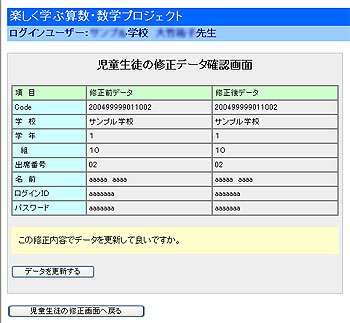 楽しく学ぶ算数・数学プロジェクト
ログインユーザー：サンプル学校 先生
児童生徒の修正データ確認画面
項 目 修正前データ 修正後データ
Code 200499999011002 200499999011002
学 校 サンプル学校 サンプル学校
学 年 1 1
組 10 10
出席番号 02 02
名 前 aaaaa aaaa aaaaa aaaa
ログインID aaaaaaa aaaaaaa
パスワード aaaaaaa aaaaaaa
この修正内容でデータを更新して良いですか。
データを更新する
児童生徒の修正画面へ戻る